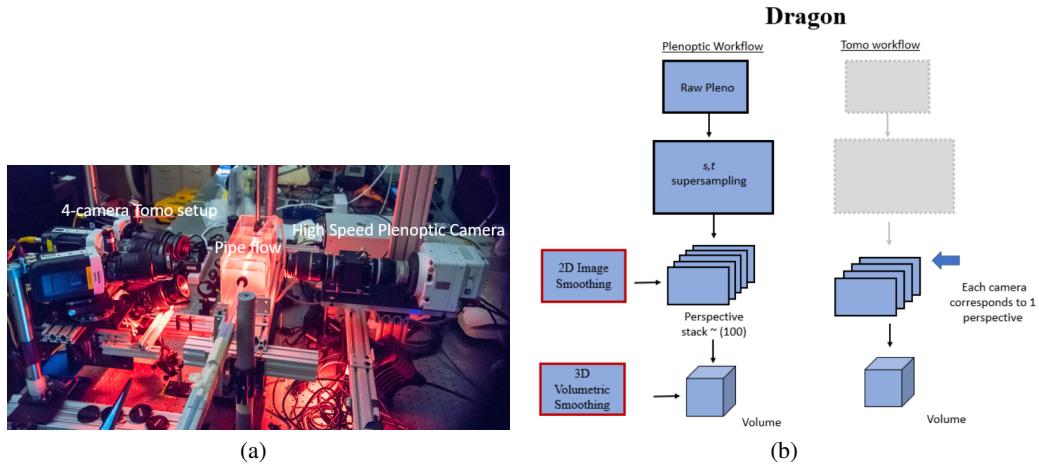 Dragon
Plenoptic Workflow
Tomo workflow
Raw Pleno
s,t
supersampling
4-camera Tomo setup
High Speed Plenoptic Camera
Pipe flow
2D Image
Smoothing
Each camera
corresponds to 1
perspective
Perspective
stack ~ (100)
3D
Volumetric
Smoothing
Volume
Volume
(a)
(b)